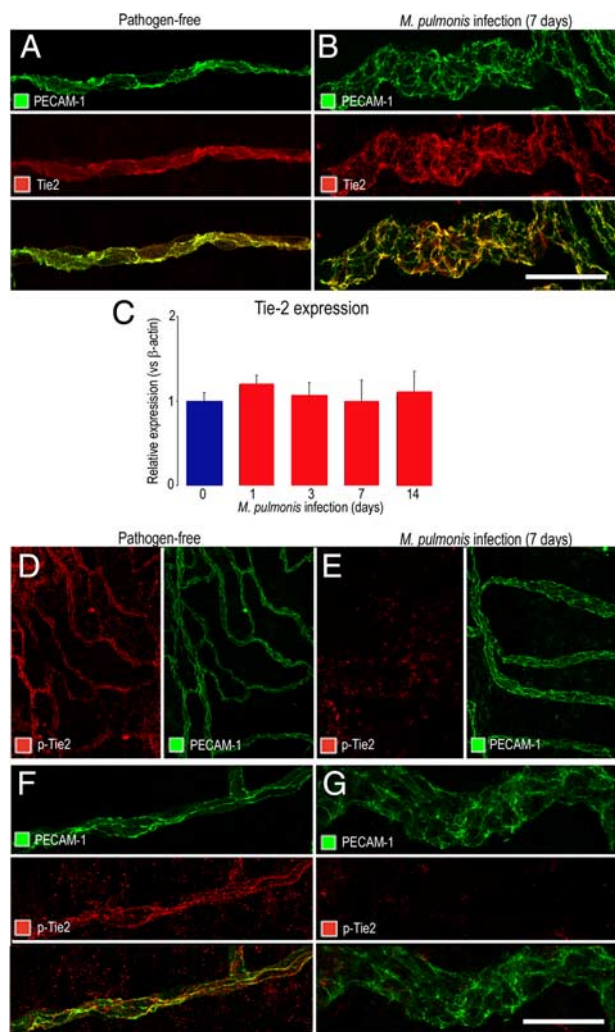 Pathogen-free
M. pulmonis infection (7 days)
A
PECAM-1
B
PECAM-1
Tie2
Tie2
C
Tie-2 expression
Relative expresision (vs β-actin)
2
1
0
0
1
3
7
14
M. pulmonis infection (days)
Pathogen-free
M. pulmonis infection (7 days)
D
p-Tie2
PECAM-1
E
p-Tie2
PECAM-1
F
PECAM-1
G
PECAM-1
p-Tie2
p-Tie2